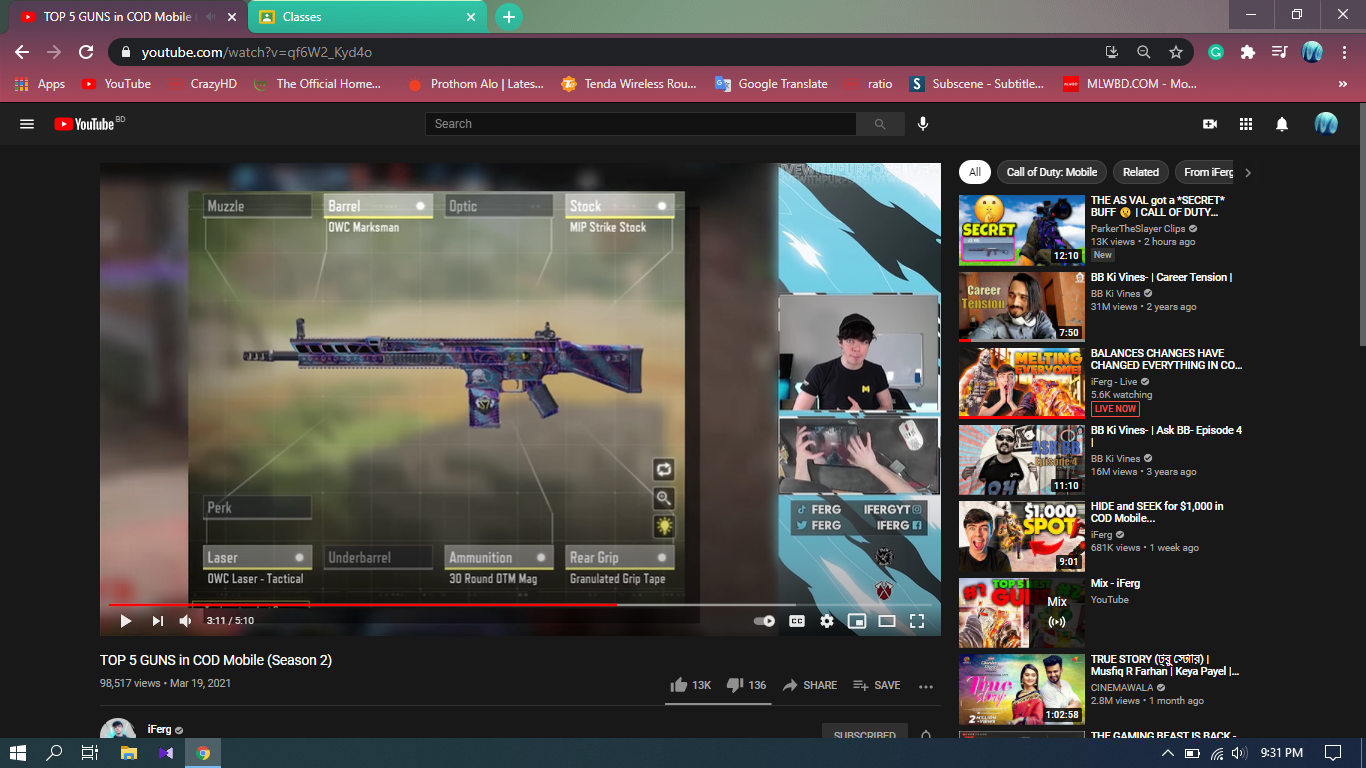 TOP 5 GUNS in COD Mobile
Classes
youtube.com/watch?v=qf6W2_Kyd4o
Apps
YouTube
CrazyHD
The Official Home...
Prothom Alo | Lates...
Tenda Wireless Rou...
Google Translate
ratio
Subscene - Subtitle...
MLWBD.COM - Mo...
YouTube BD
Search
Muzzle
Barrel
OWC Marksman
Optic
Stock
MIP Strike Stock
Perk
Laser
OWC Laser - Tactical
Underbarrel
Ammunition
30 Round OTM Mag
Rear Grip
Granulated Grip Tape
FERG
IFERGYT
FERG
IFERG
3:11 / 5:10
CC
TOP 5 GUNS in COD Mobile (Season 2)
98,517 views • Mar 19, 2021
13K
136
SHARE
SAVE
iFerg
SUBSCRIBED
All
Call of Duty: Mobile
Related
From iFerg
SECRET
12:10
THE AS VAL got a *SECRET*
BUFF 😗 | CALL OF DUTY...
ParkerTheSlayer Clips
13K views • 2 hours ago
New
Career
Tension
7:50
BB Ki Vines- | Career Tension |
BB Ki Vines
31M views • 2 years ago
MELTING
EVERYONE!
BALANCES CHANGES HAVE
CHANGED EVERYTHING IN CO...
iFerg - Live
5.6K watching
LIVE NOW
ASK BB
Episode 4
11:10
BB Ki Vines- | Ask BB- Episode 4
|
BB Ki Vines
16M views • 3 years ago
$1,000
SPOT
9:01
HIDE and SEEK for $1,000 in
COD Mobile...
iFerg
681K views • 1 week ago
#1
Mix
Mix - iFerg
YouTube
True
Story
2 MILLION
1:02:58
TRUE STORY (ট্রু স্টোরি) |
Musfiq R Farhan | Keya Payel |...
CINEMAWALA
2.8M views • 1 month ago
THE GAMING BEAST IS BACK -
9:31 PM